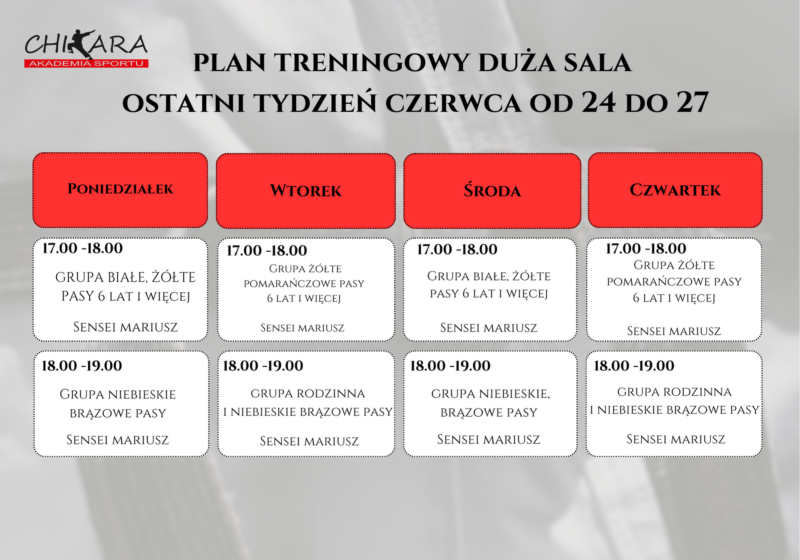 CHIKARA
AKADEMIA SPORTU
PLAN TRENINGOWY DUŻA SALA
OSTATNI TYDZIEŃ CZERWCA OD 24 DO 27
Poniedziałek
Wtorek
Środa
Czwartek
17.00 -18.00
GRUPA BIAŁE, ŻÓŁTE
PASY 6 LAT I WIĘCEJ
Sensei mariusz
17.00 -18.00
Grupa żółte
pomarańczowe pasy
6 lat i więcej
Sensei mariusz
17.00 -18.00
Grupa białe, żółte
pasy 6 lat i więcej
Sensei mariusz
17.00 -18.00
Grupa żółte
pomarańczowe pasy
6 lat i więcej
Sensei mariusz
18.00 -19.00
Grupa niebieskie
brązowe pasy
Sensei mariusz
18.00 -19.00
grupa rodzinna
i niebieskie brązowe pasy
Sensei mariusz
18.00 -19.00
grupa niebieskie,
brązowe pasy
Sensei mariusz
18.00 -19.00
grupa rodzinna
i niebieskie brązowe pasy
Sensei mariusz